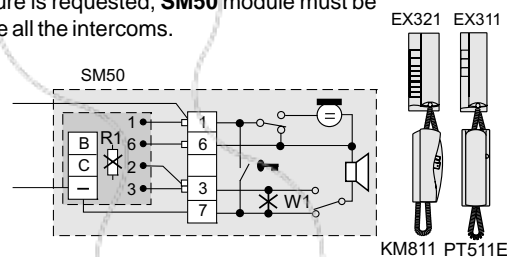 ure is requested, SM50 module must be
e all the intercoms.
EX321 EX311
SM50
B
C
–
R1
1
6
2
3
1
6
3
7
=
W1
KM811 PT511E